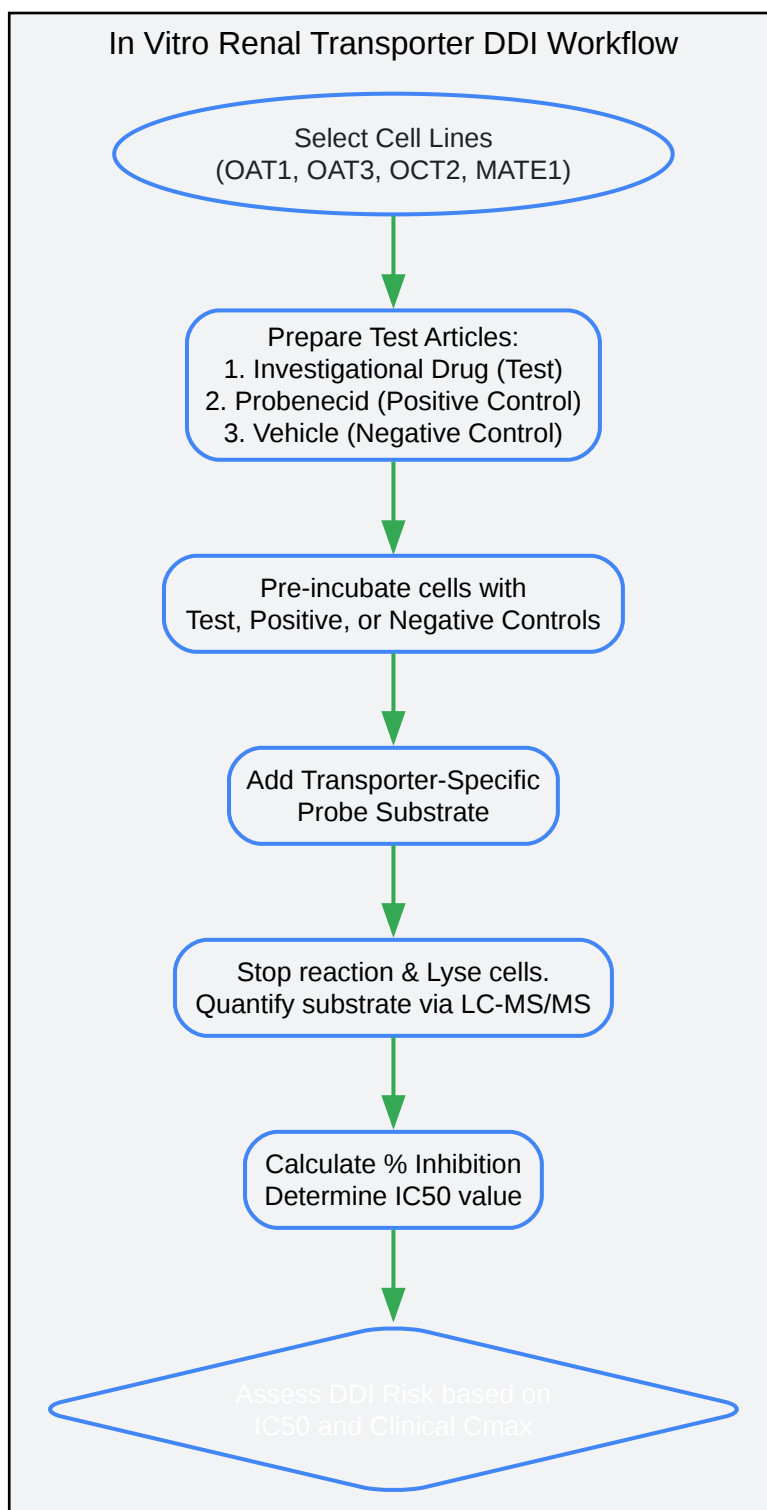 In Vitro Renal Transporter DDI Workflow
Select Cell Lines
(OAT1, OAT3, OCT2, MATE1)
Prepare Test Articles:
1. Investigational Drug (Test)
2. Probenecid (Positive Control)
3. Vehicle (Negative Control)
Pre-incubate cells with
Test, Positive, or Negative Controls
Add Transporter-Specific
Probe Substrate
Stop reaction & Lyse cells.
Quantify substrate via LC-MS/MS
Calculate % Inhibition
Determine IC50 value
Assess DDI Risk based on
IC50 and Clinical Cmax